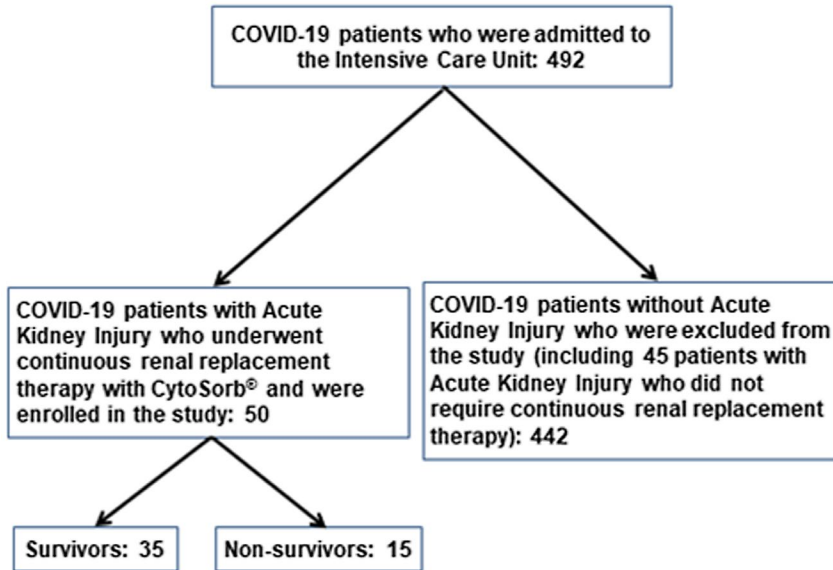 COVID-19 patients who were admitted to
the Intensive Care Unit: 492
COVID-19 patients with Acute
Kidney Injury who underwent
continuous renal replacement
therapy with CytoSorb® and were
enrolled in the study: 50
COVID-19 patients without Acute
Kidney Injury who were excluded from
the study (including 45 patients with
Acute Kidney Injury who did not
require continuous renal replacement
therapy): 442
Survivors: 35
Non-survivors: 15